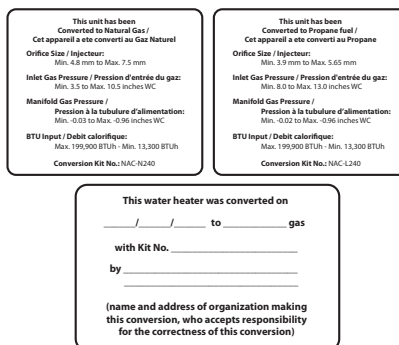 This unit has been
Converted to Natural Gas /
Cet appareil a ete converti au Gaz Naturel
Orifice Size / Injecteur:
Min. 4.8 mm to Max. 7.5 mm
Inlet Gas Pressure / Pression d'entrée du gaz:
Min. 3.5 to Max. 10.5 inches WC
Manifold Gas Pressure /
Pression à la tubulure d'alimentation:
Min. -0.03 to Max. -0.96 inches WC
BTU Input / Debit calorifique:
Max. 199,900 BTUh - Min. 13,300 BTUh
Conversion Kit No.: NAC-N240
This unit has been
Converted to Propane fuel /
Cet appareil a ete converti au Propane
Orifice Size / Injecteur:
Min. 3.9 mm to Max. 5.65 mm
Inlet Gas Pressure / Pression d'entrée du gaz:
Min. 8.0 to Max. 13.0 inches WC
Manifold Gas Pressure /
Pression à la tubulure d'alimentation:
Min. -0.02 to Max. -0.96 inches WC
BTU Input / Debit calorifique:
Max. 199,900 BTUh - Min. 13,300 BTUh
Conversion Kit No.: NAC-L240
This water heater was converted on
______/______/______ to ____________ gas
with Kit No. ________________________
by _________________________________
_________________________________
(name and address of organization making
this conversion, who accepts responsibility
for the correctness of this conversion)